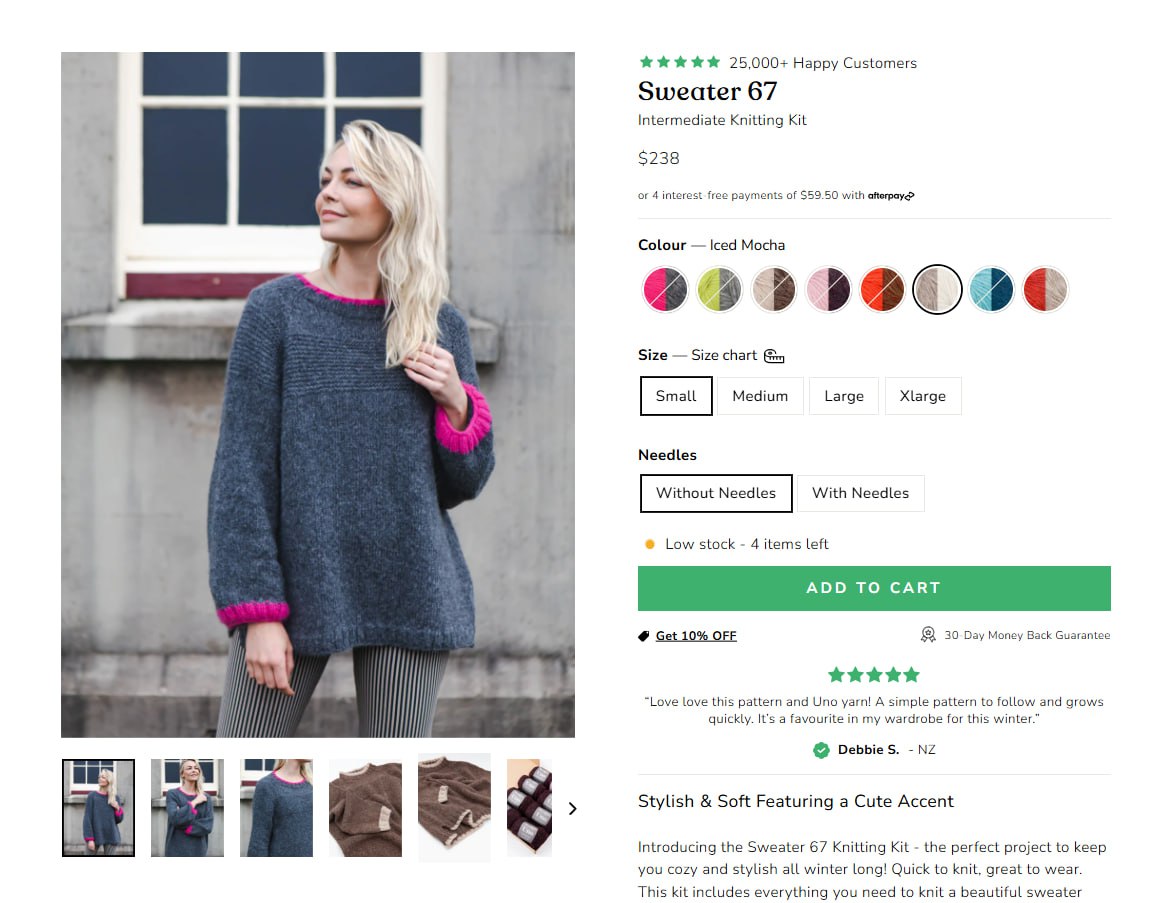 25,000+ Happy Customers
Sweater 67
Intermediate Knitting Kit
$238
or 4 interest-free payments of $59.50 with afterpay
Colour — Iced Mocha
Size — Size chart
Small Medium Large Xlarge
Needles
Without Needles With Needles
Low stock - 4 items left
ADD TO CART
Get 10% OFF 30-Day Money Back Guarantee
“Love love this pattern and Uno yarn! A simple pattern to follow and grows
quickly. It’s a favourite in my wardrobe for this winter.”
Debbie S. - NZ
Stylish & Soft Featuring a Cute Accent
Introducing the Sweater 67 Knitting Kit - the perfect project to keep
you cozy and stylish all winter long! Quick to knit, great to wear.
This kit includes everything you need to knit a beautiful sweater